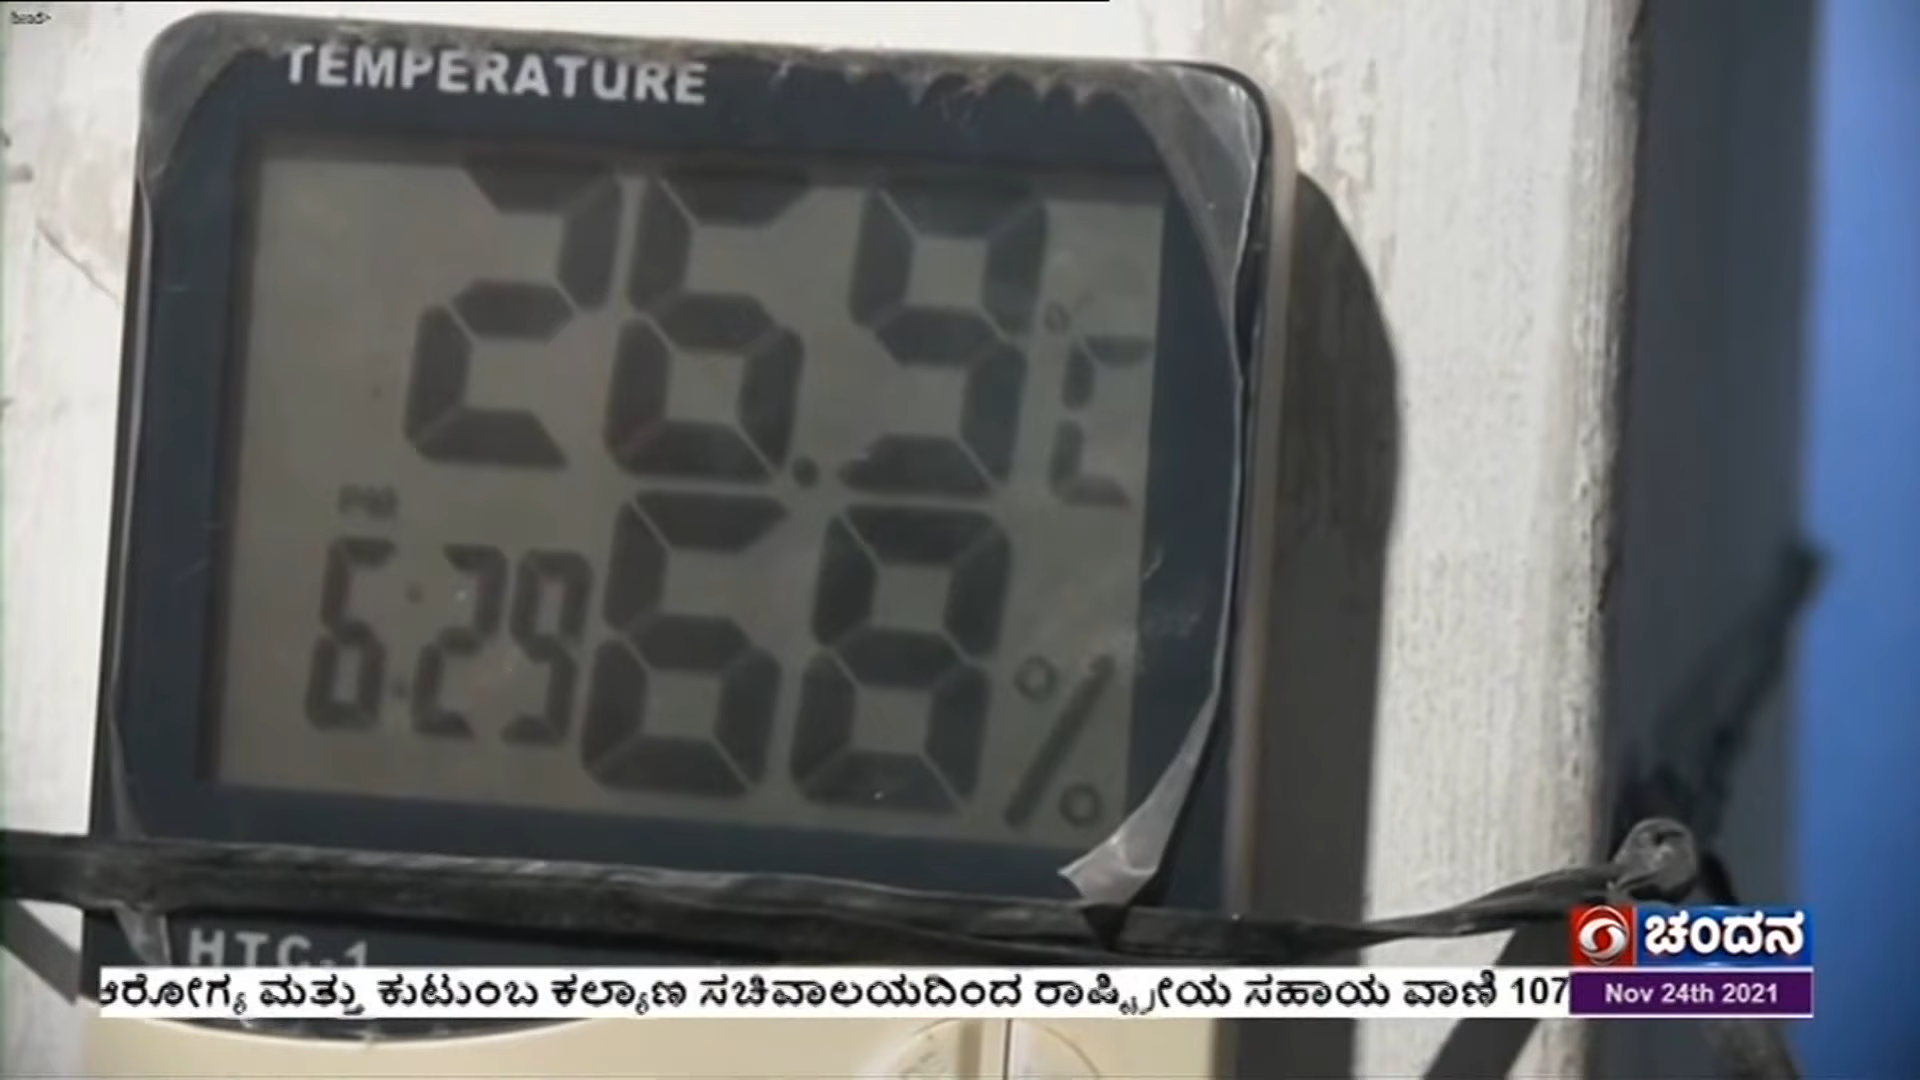 TEMPERATURE
26.9 °C
PM
6:29
68 %
HTC-1
ಚಂದನ
ಆರೋಗ್ಯ ಮತ್ತು ಕುಟುಂಬ ಕಲ್ಯಾಣ ಸಚಿವಾಲಯದಿಂದ ರಾಷ್ಟ್ರೀಯ ಸಹಾಯ ವಾಣಿ 107
Nov 24th 2021